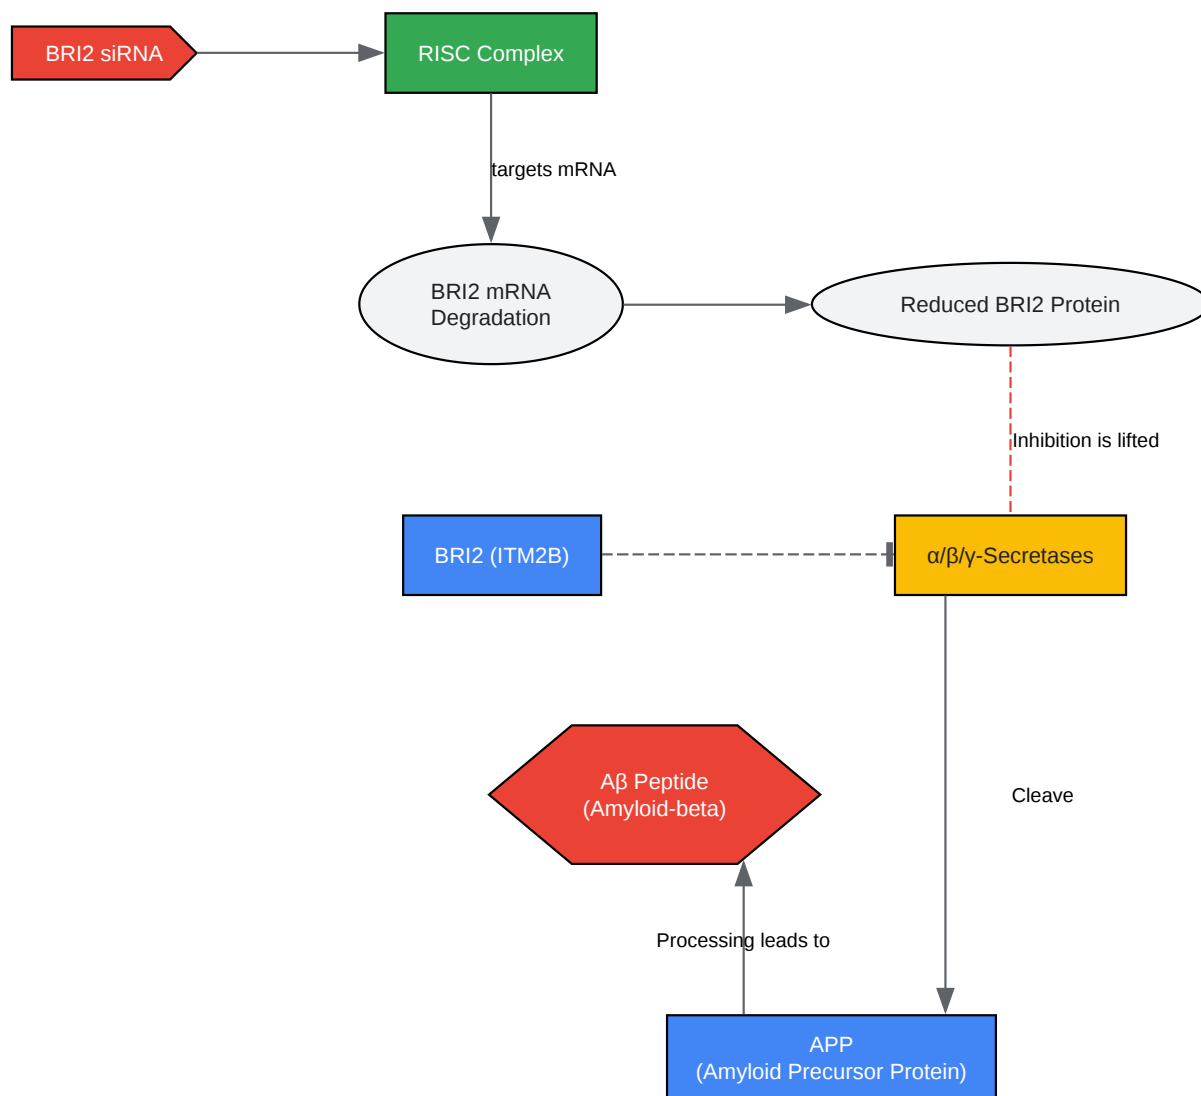 BRI2 siRNA
RISC Complex
targets mRNA
BRI2 mRNA
Degradation
Reduced BRI2 Protein
Inhibition is lifted
BRI2 (ITM2B)
α/β/γ-Secretases
Aβ Peptide
(Amyloid-beta)
Cleave
Processing leads to
APP
(Amyloid Precursor Protein)